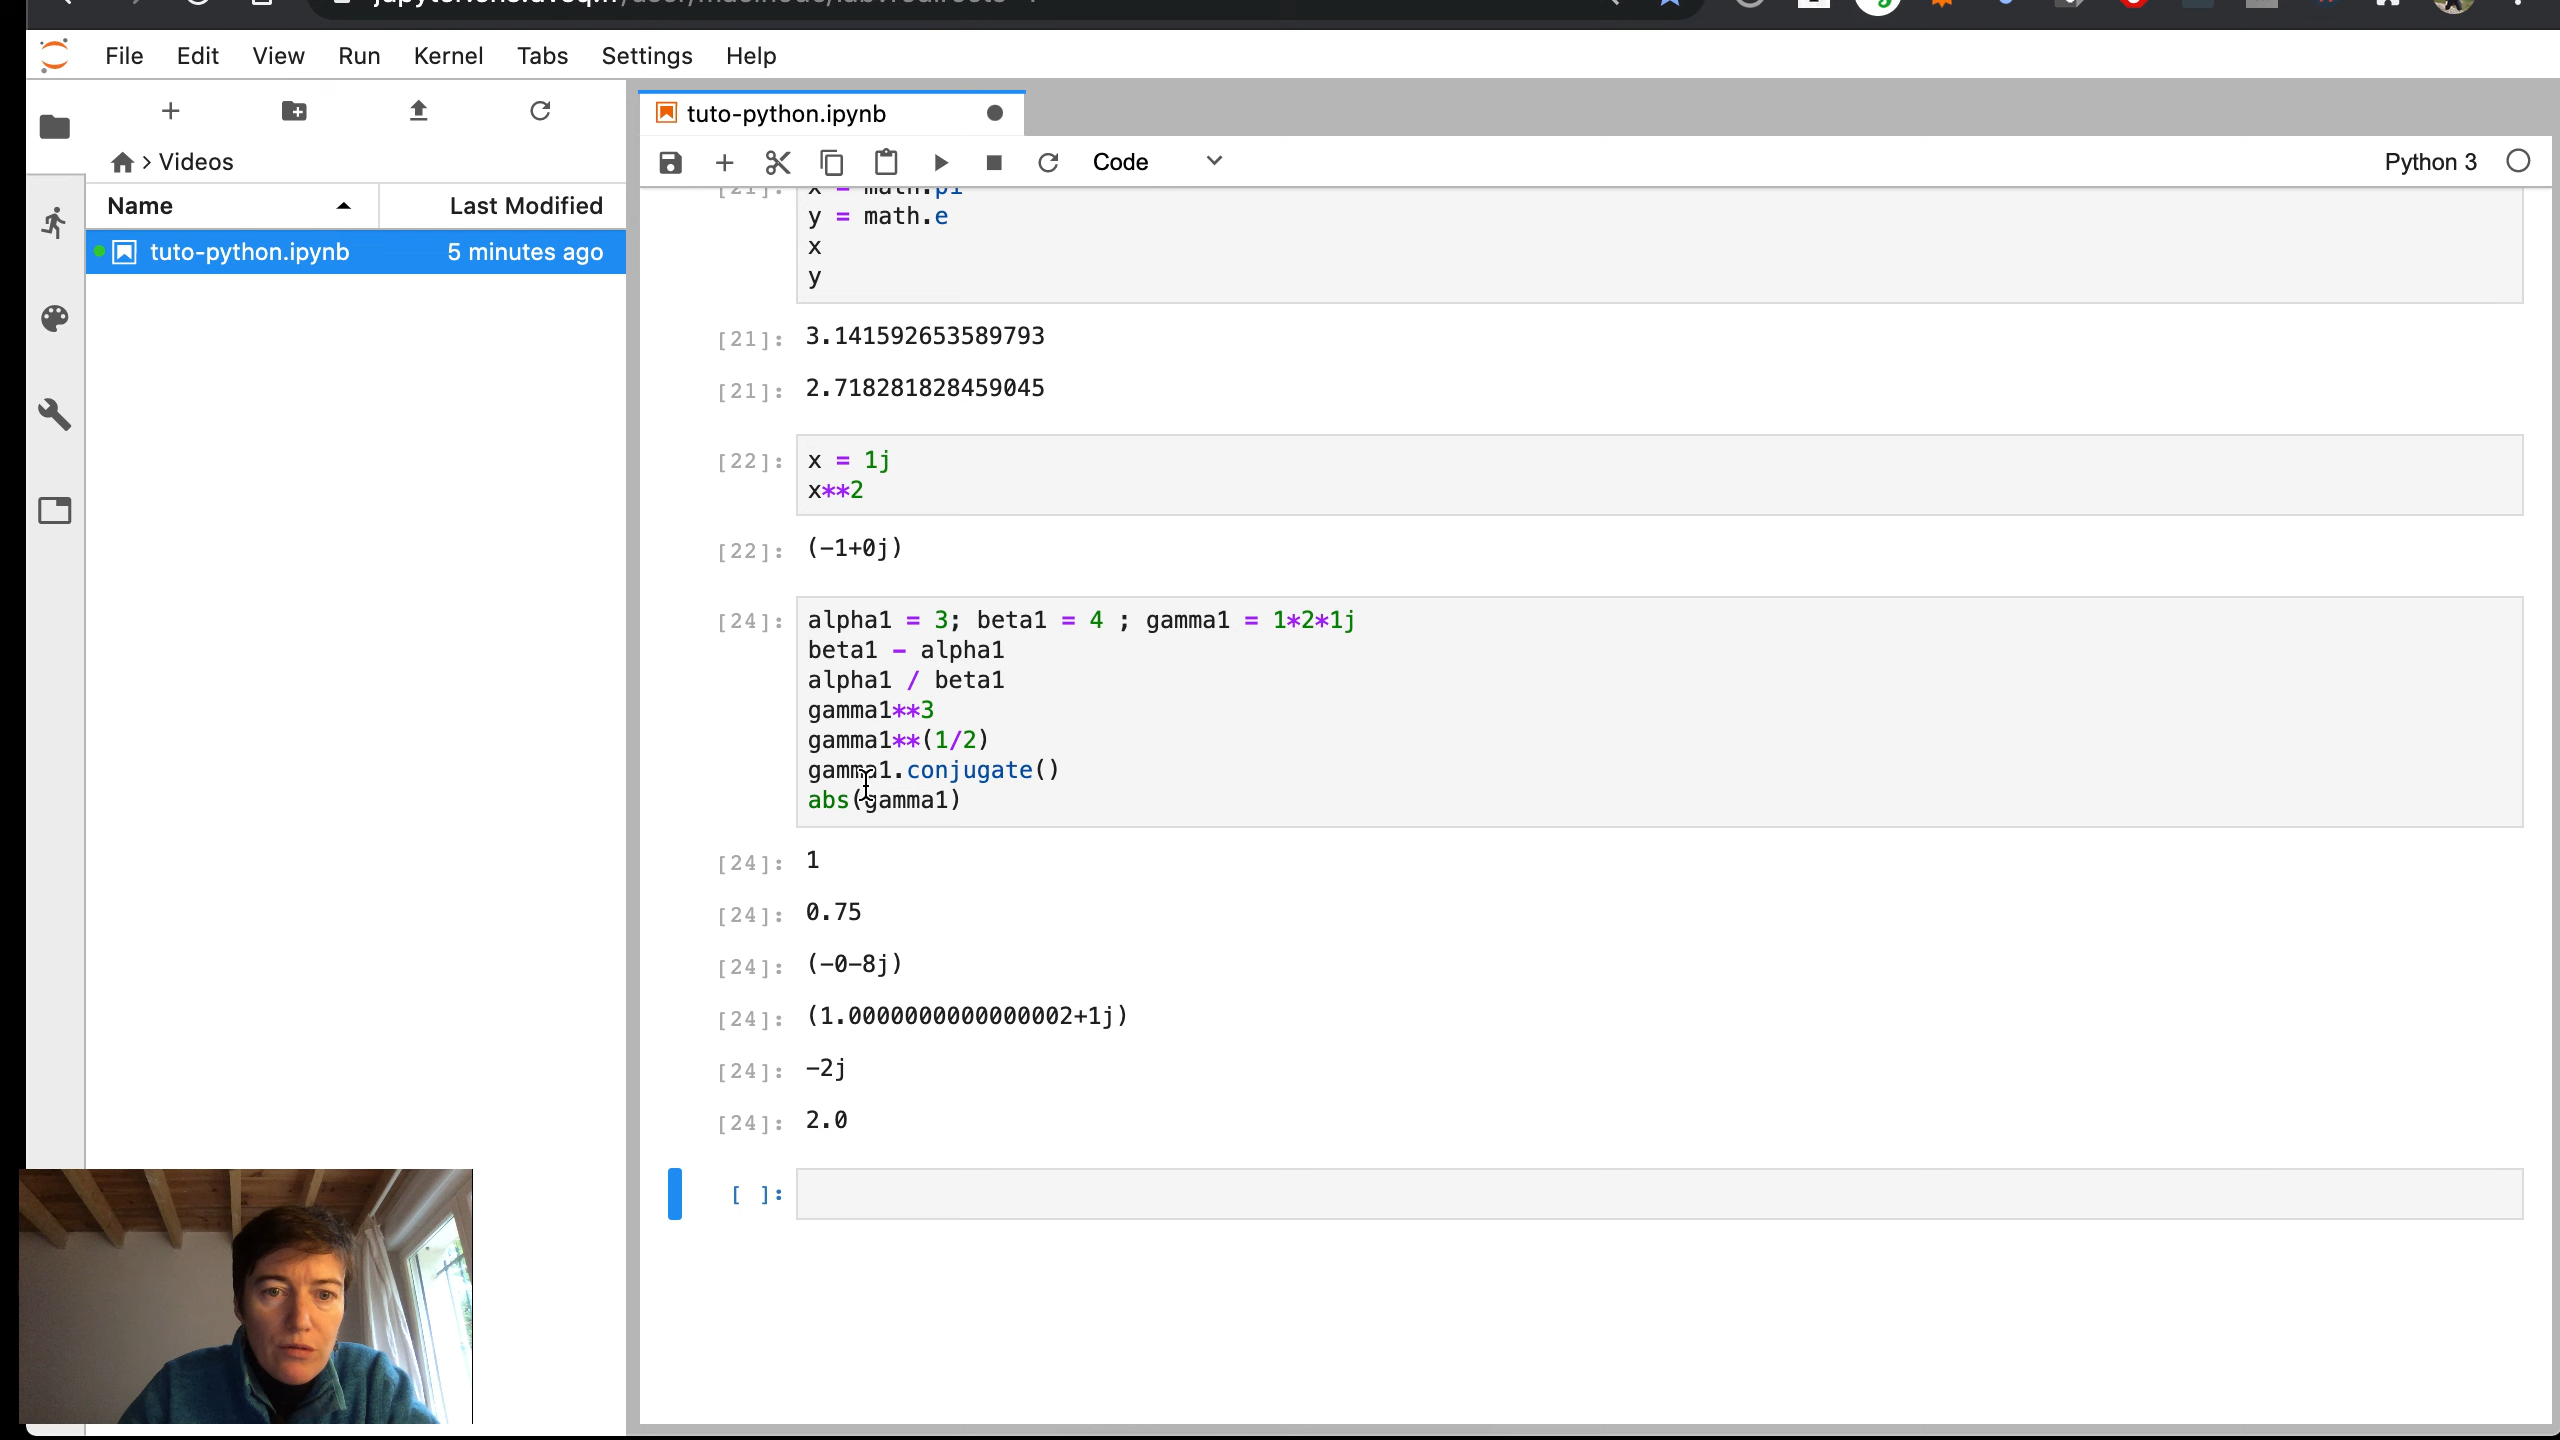 File Edit View Run Kernel Tabs Settings Help
tuto-python.ipynb
> Videos
Code
Python 3
Name Last Modified
tuto-python.ipynb 5 minutes ago
[21]: x = math.pi
y = math.e
x
y
[21]: 3.141592653589793
[21]: 2.718281828459045
[22]: x = 1j
x**2
[22]: (-1+0j)
[24]: alpha1 = 3; beta1 = 4 ; gamma1 = 1*2*1j
beta1 - alpha1
alpha1 / beta1
gamma1**3
gamma1**(1/2)
gamma1.conjugate()
abs(gamma1)
[24]: 1
[24]: 0.75
[24]: (-0-8j)
[24]: (1.0000000000000002+1j)
[24]: -2j
[24]: 2.0
[ ]: